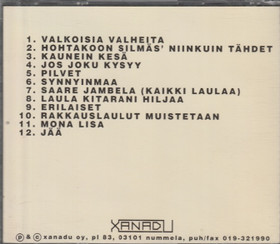 1. VALKOISIA VALHEITA
2. HOHTAKOON SILMÄS' NIINKUIN TÄHDET
3. KAUNEIN KESÄ
4. JOS JOKU KYSYY
5. PILVET
6. SYNNYINMAA
7. SAARE JAMBELA (KAIKKI LAULAA)
8. LAULA KITARANI HILJAA
9. ERILAISET
10. RAKKAUSLAULUT MUISTETAAN
11. MONA LISA
12. JÄÄ
XANADU
p & c xanadu oy, pl 83, 03101 nummela, puh/fax 019-321990